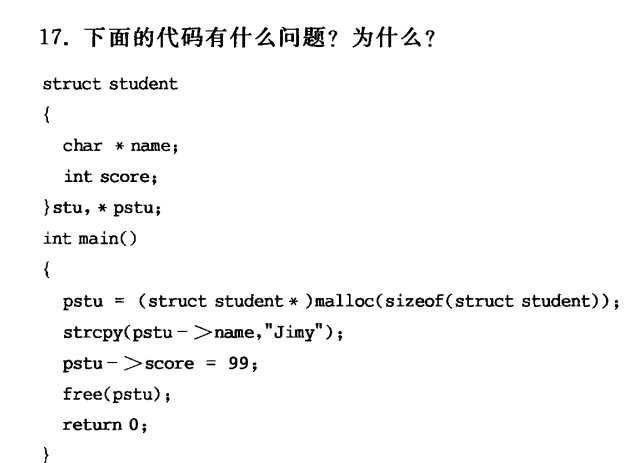 17. 下面的代码有什么问题？为什么？
struct student
{
char * name;
int score;
}stu, * pstu;
int main()
{
pstu = (struct student * )malloc(sizeof(struct student));
strcpy(pstu－＞name,"Jimy");
pstu－＞score = 99;
free(pstu);
return 0;
}